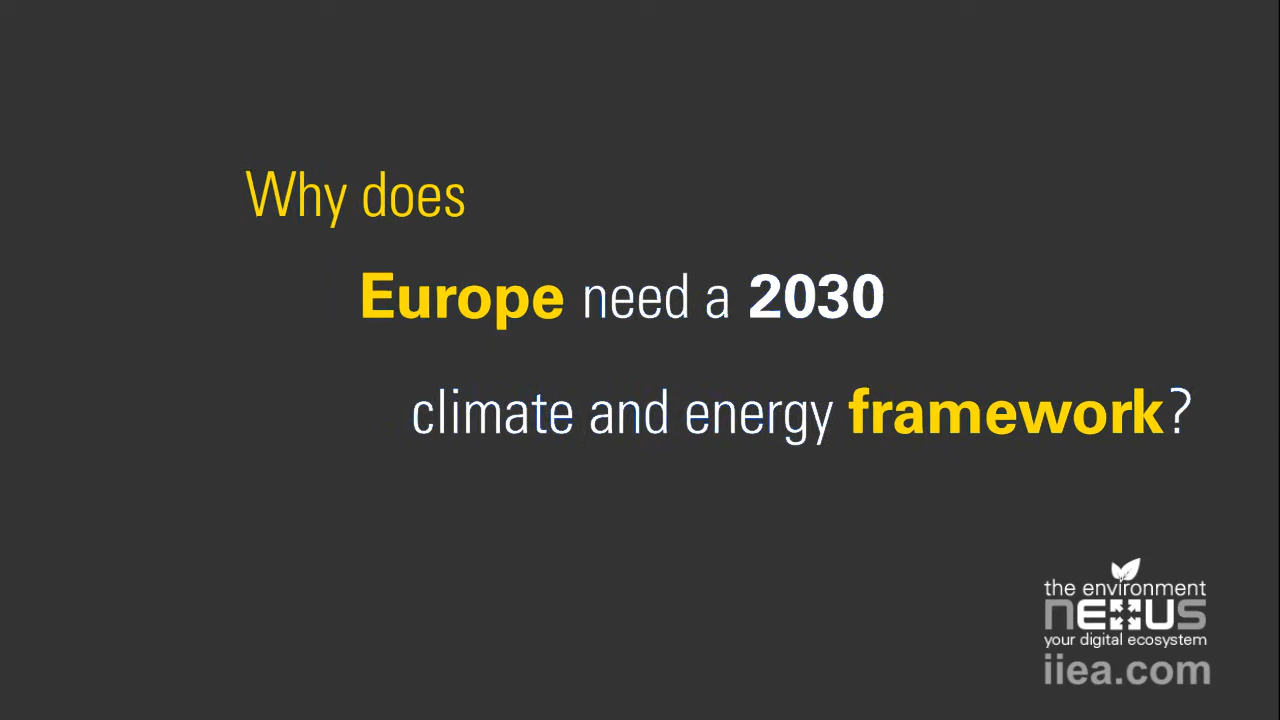 Why does
Europe need a 2030
climate and energy framework?
the environment
nexus
your digital ecosystem
iiea.com